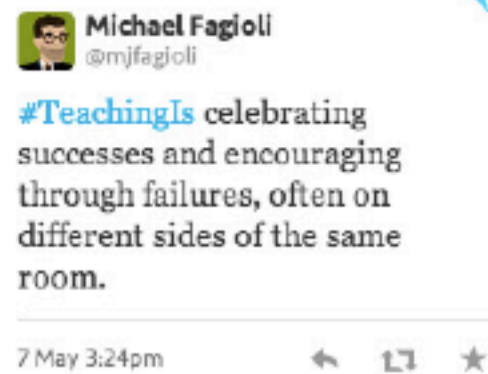 Michael Fagioli
@mjfagioli
#TeachingIs celebrating
successes and encouraging
through failures, often on
different sides of the same
room.
7 May 3:24pm